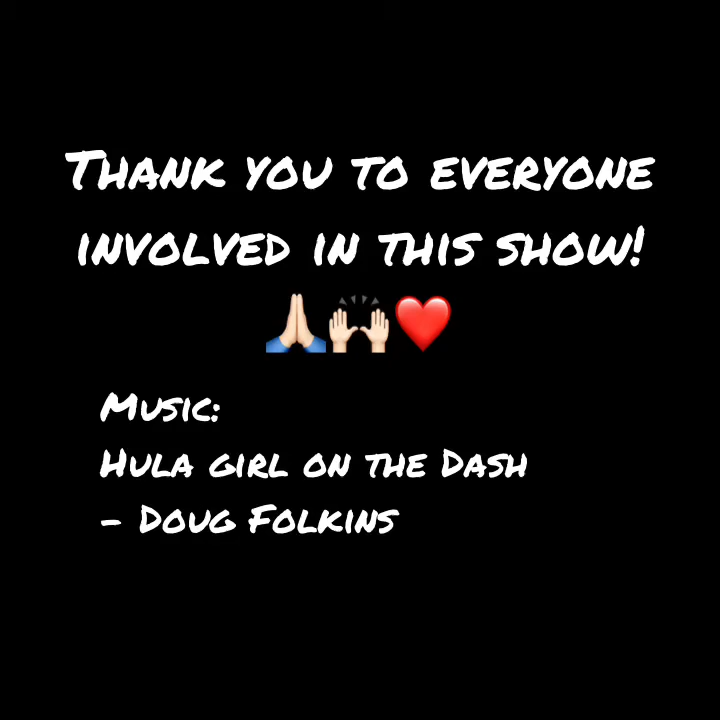 Thank you to everyone
involved in this show!
🙏🏻🙌🏻❤️
Music:
Hula girl on the Dash
- Doug Folkins